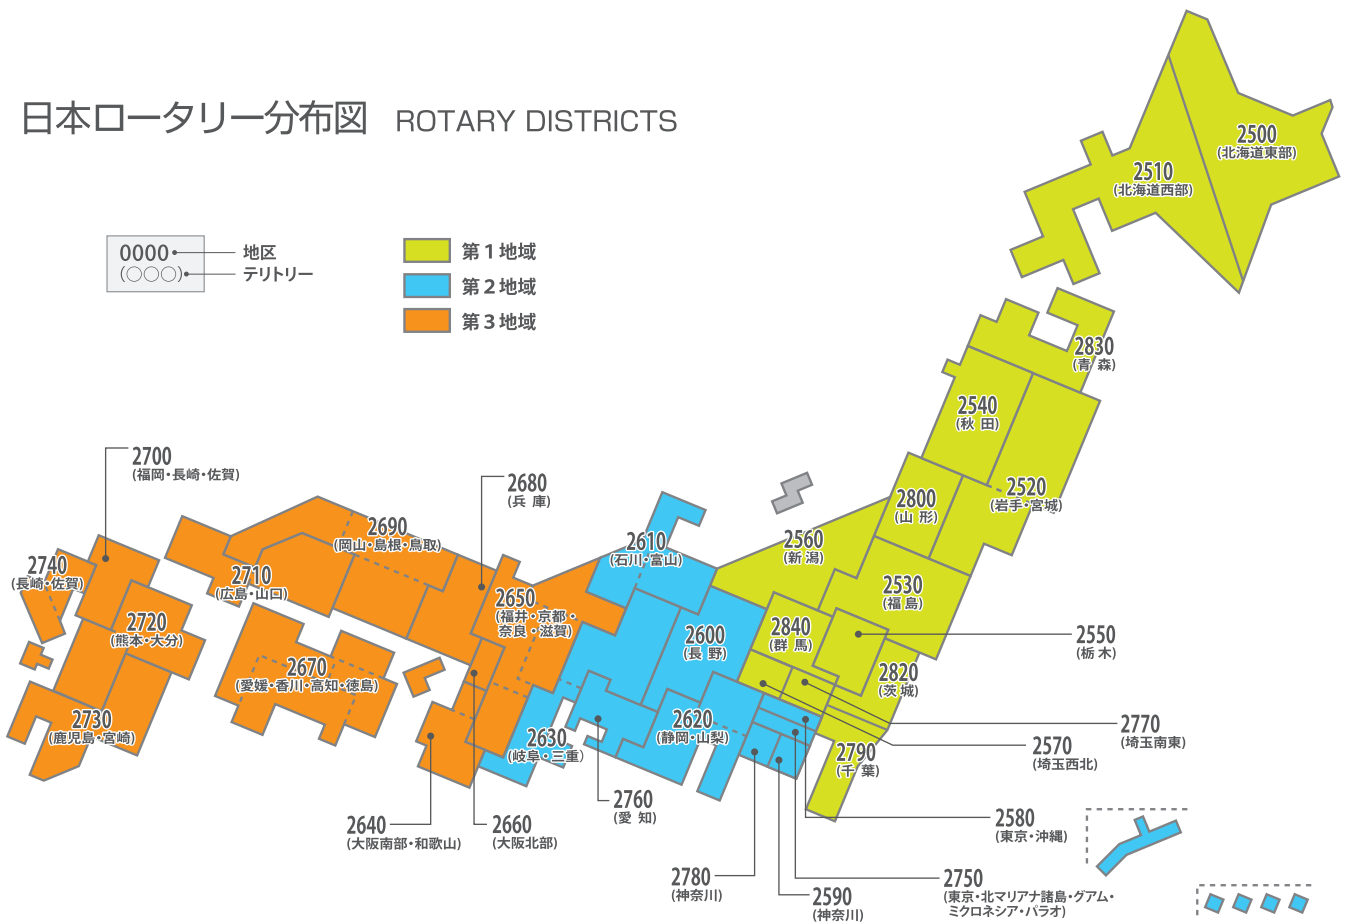 日本ロータリー分布図 ROTARY DISTRICTS
0000 地区
(○○○) テリトリー
第1地域
第2地域
第3地域
2500
(北海道東部)
2510
(北海道西部)
2830
(青 森)
2540
(秋 田)
2520
(岩手・宮城)
2800
(山 形)
2560
(新 潟)
2530
(福 島)
2840
(群 馬)
2550
(栃 木)
2820
(茨 城)
2770
(埼玉南東)
2570
(埼玉西北)
2790
(千 葉)
2580
(東京・沖縄)
2750
(東京・北マリアナ諸島・グアム・
ミクロネシア・パラオ)
2590
(神奈川)
2780
(神奈川)
2610
(石川・富山)
2600
(長 野)
2620
(静岡・山梨)
2630
(岐阜・三重)
2760
(愛 知)
2700
(福岡・長崎・佐賀)
2680
(兵 庫)
2690
(岡山・島根・鳥取)
2710
(広島・山口)
2650
(福井・京都・
奈良・滋賀)
2740
(長崎・佐賀)
2720
(熊本・大分)
2670
(愛媛・香川・高知・徳島)
2730
(鹿児島・宮崎)
2640
(大阪南部・和歌山)
2660
(大阪北部)